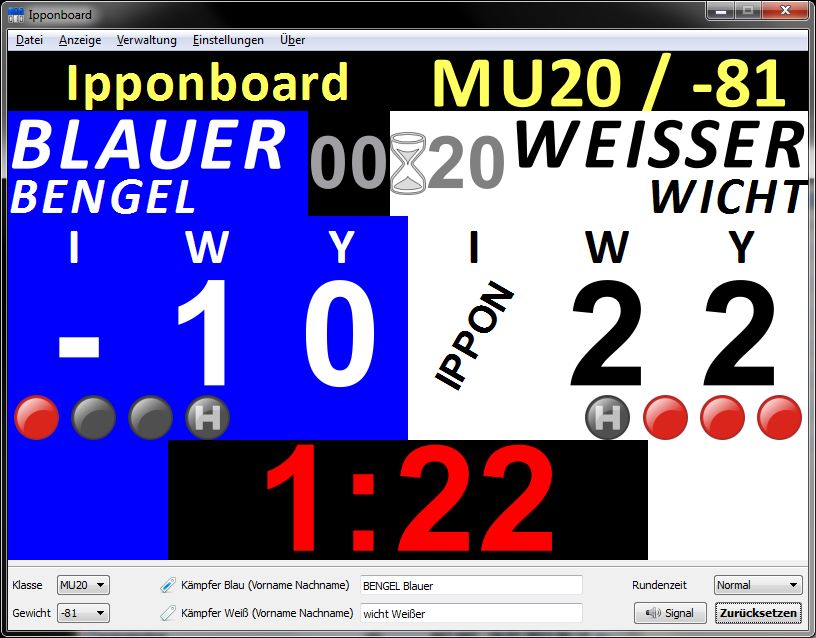 Ipponboard
Datei Anzeige Verwaltung Einstellungen Über
Ipponboard MU20 / -81
BLAUER 00 20 WEISSER
BENGEL WICHT
I W Y I W Y
- 1 0 IPPON 2 2
H H
1:22
Klasse MU20 Kämpfer Blau (Vorname Nachname) BENGEL Blauer Rundenzeit Normal
Gewicht -81 Kämpfer Weiß (Vorname Nachname) wicht Weißer Signal Zurücksetzen